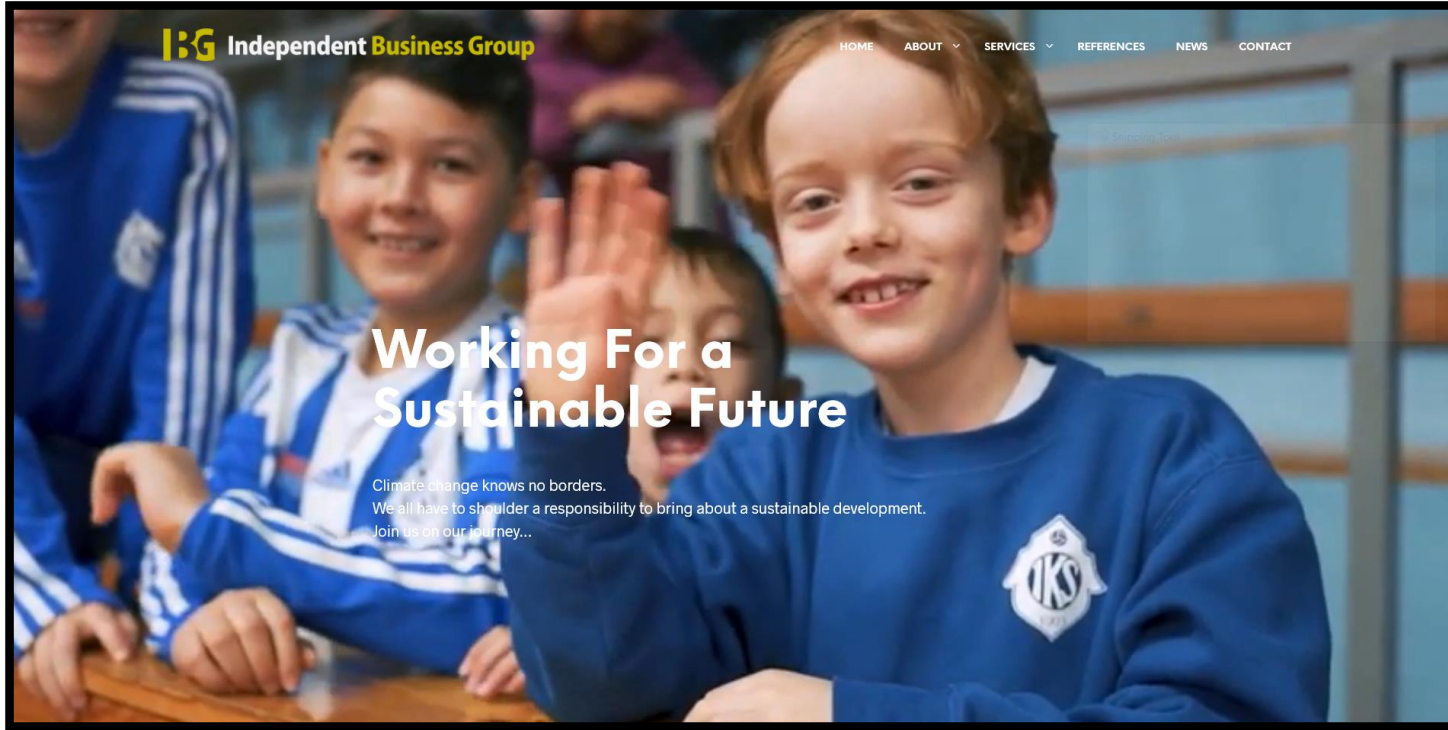 IBG Independent Business Group
HOME ABOUT SERVICES REFERENCES NEWS CONTACT
Working For a
Sustainable Future
Climate change knows no borders.
We all have to shoulder a responsibility to bring about a sustainable development.
Join us on our journey...
IKS